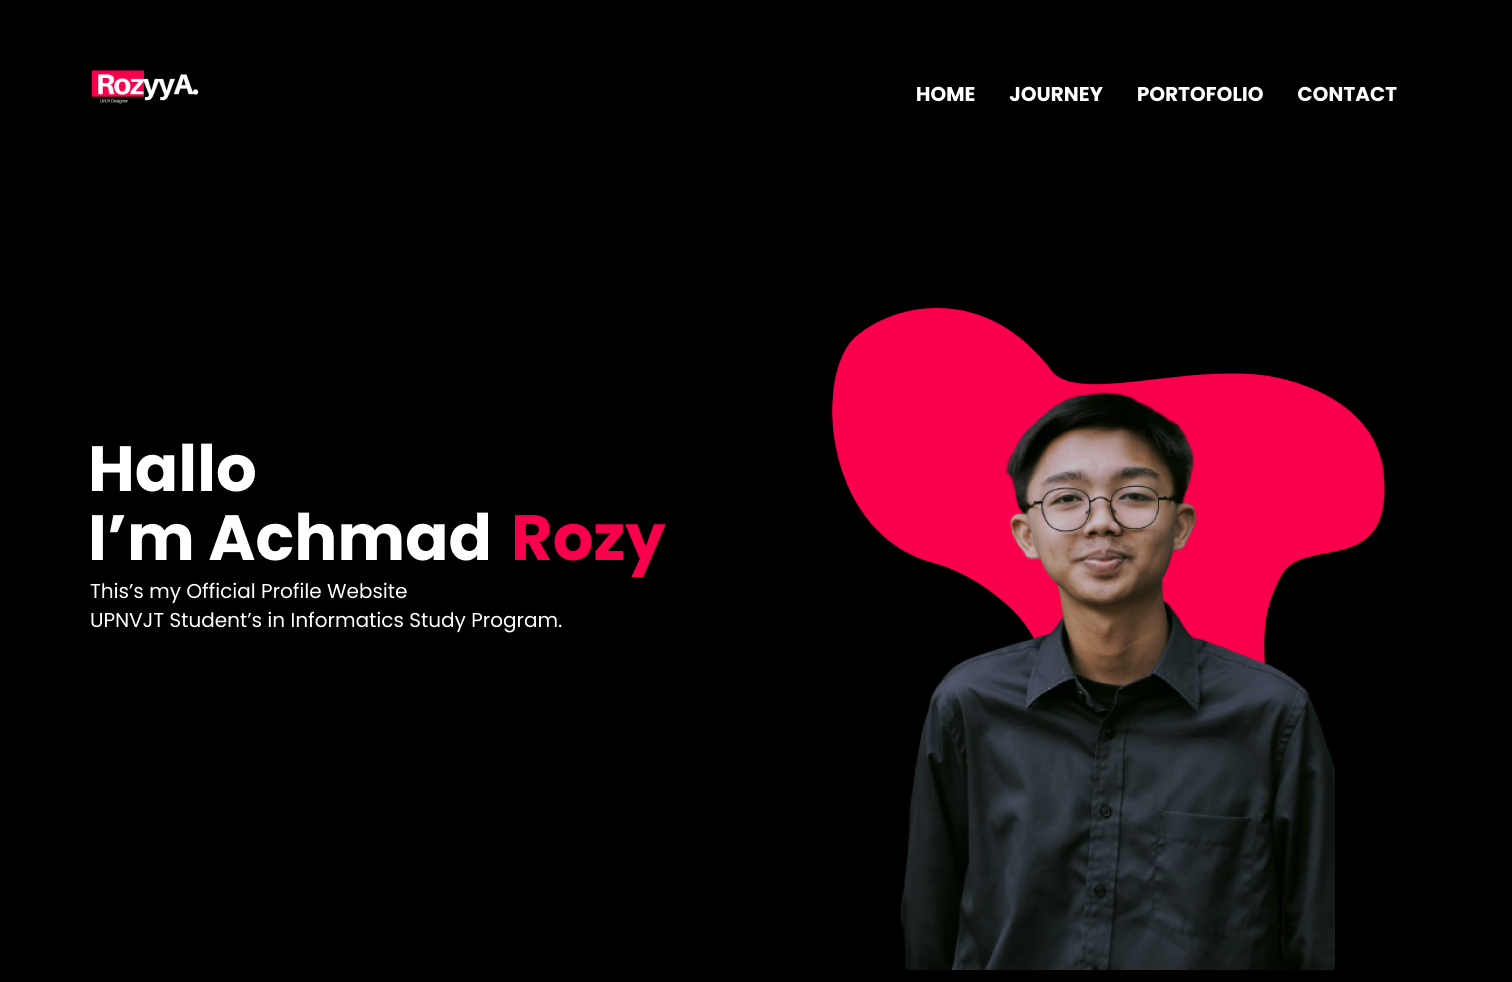 RozyyA.
UI/UX Designer
HOME JOURNEY PORTOFOLIO CONTACT
Hallo
I’m Achmad Rozy
This’s my Official Profile Website
UPNVJT Student’s in Informatics Study Program.